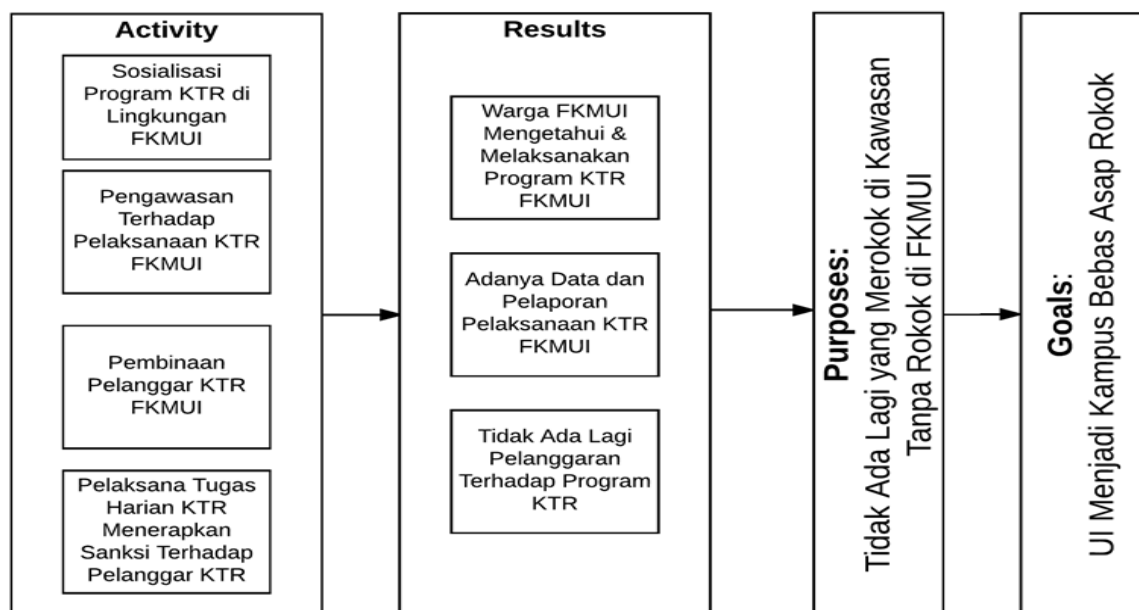 Activity
Sosialisasi
Program KTR di
Lingkungan
FKMUI
Pengawasan
Terhadap
Pelaksanaan KTR
FKMUI
Pembinaan
Pelanggar KTR
FKMUI
Pelaksana Tugas
Harian KTR
Menerapkan
Sanksi Terhadap
Pelanggar KTR
Results
Warga FKMUI
Mengetahui &
Melaksanakan
Program KTR
FKMUI
Adanya Data dan
Pelaporan
Pelaksanaan KTR
FKMUI
Tidak Ada Lagi
Pelanggaran
Terhadap Program
KTR
Purposes:
Tidak Ada Lagi yang Merokok di Kawasan
Tanpa Rokok di FKMUI
Goals:
UI Menjadi Kampus Bebas Asap Rokok